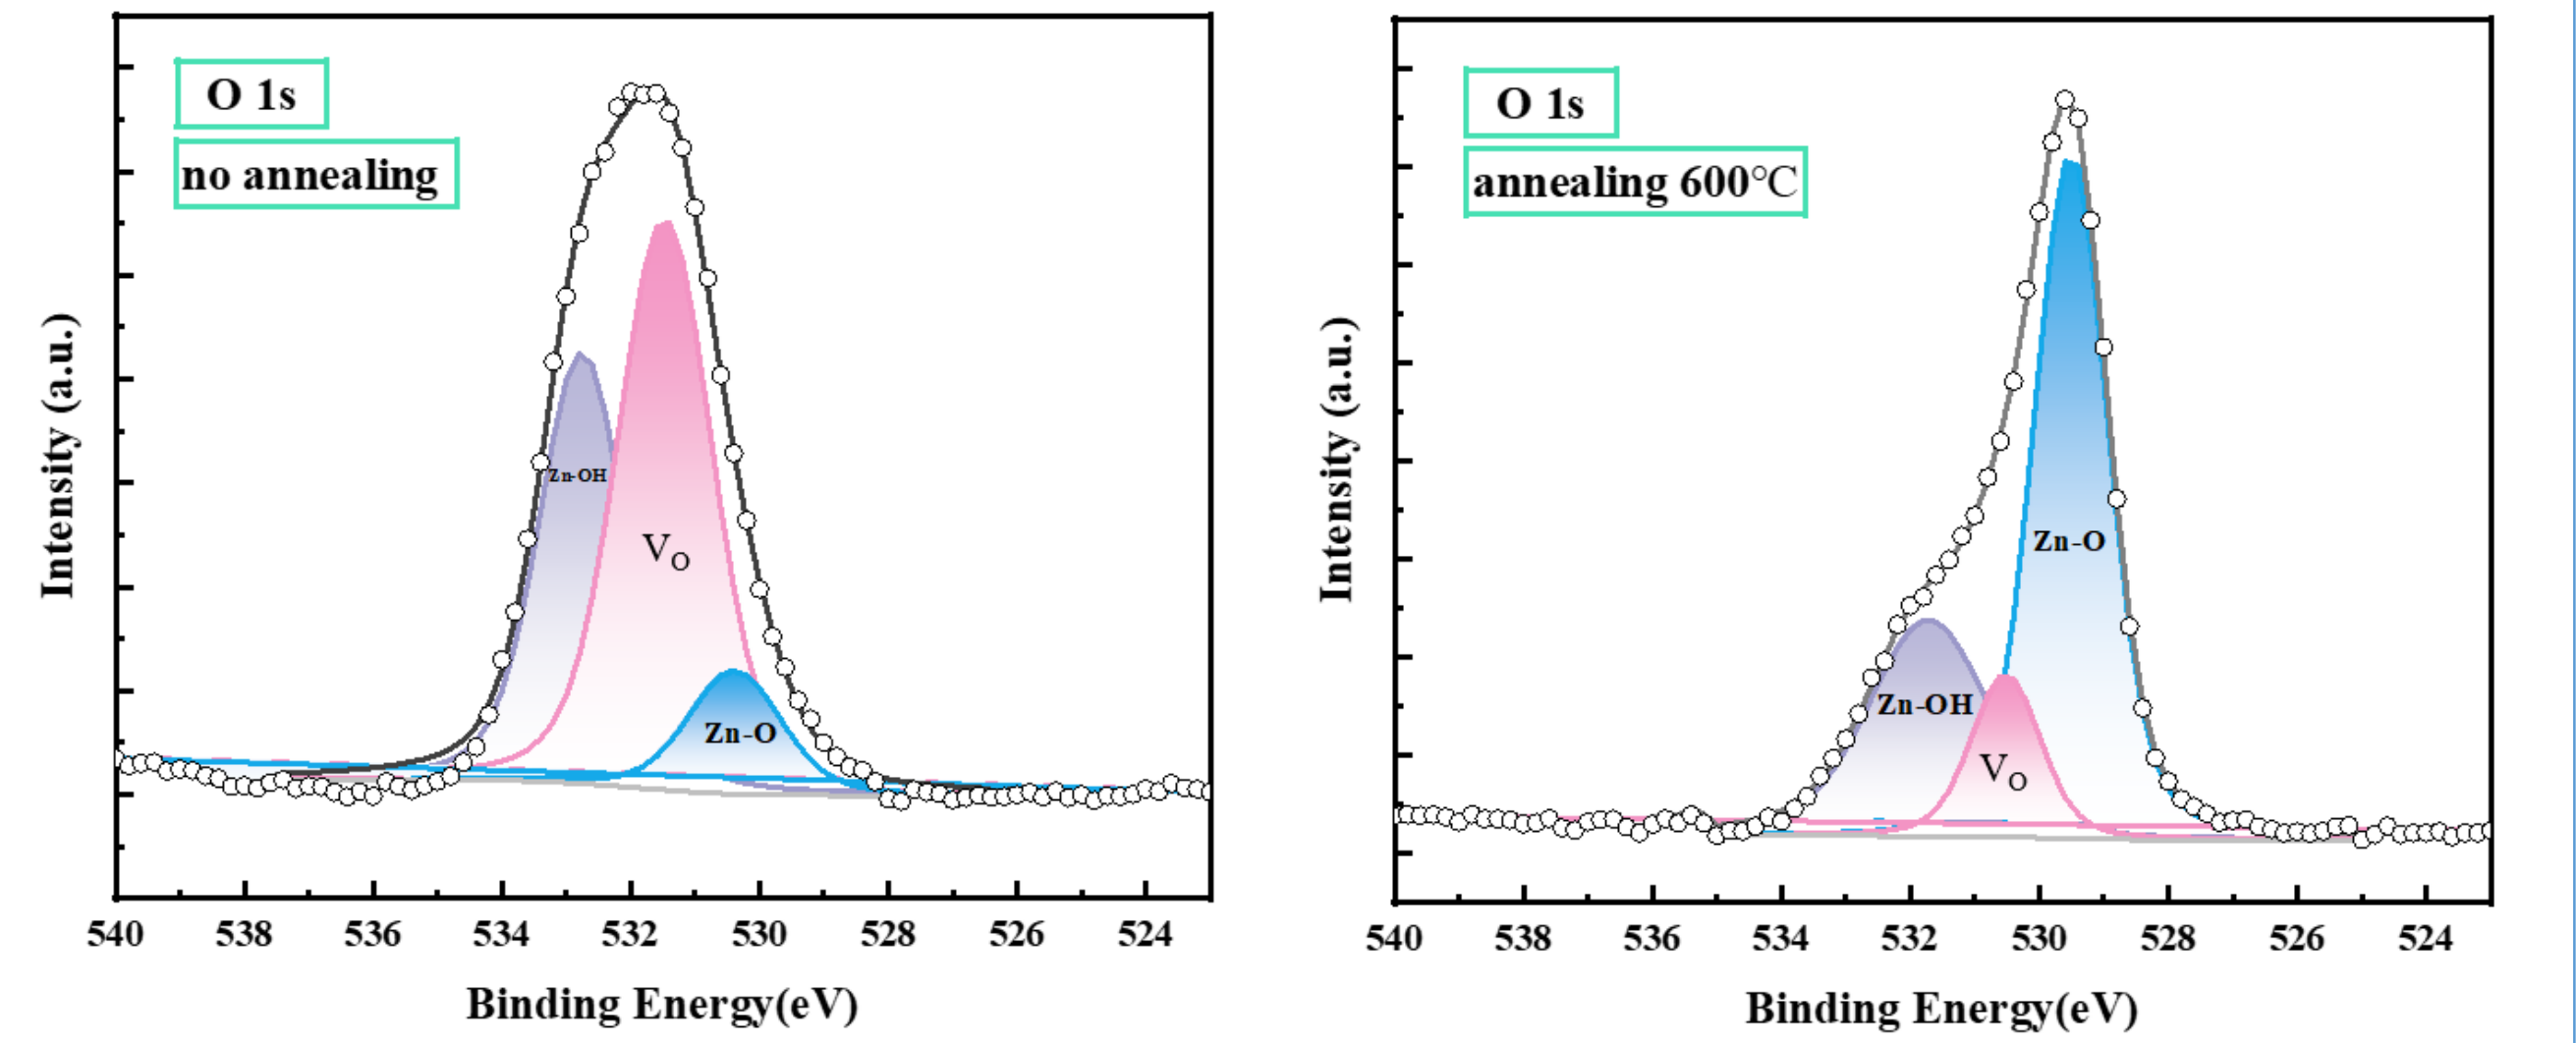 O 1s
no annealing
Zn-OH
V_O
Zn-O
Intensity (a.u.)
540 538 536 534 532 530 528 526 524
Binding Energy(eV)
O 1s
annealing 600°C
Zn-O
Zn-OH
V_O
Intensity (a.u.)
540 538 536 534 532 530 528 526 524
Binding Energy(eV)